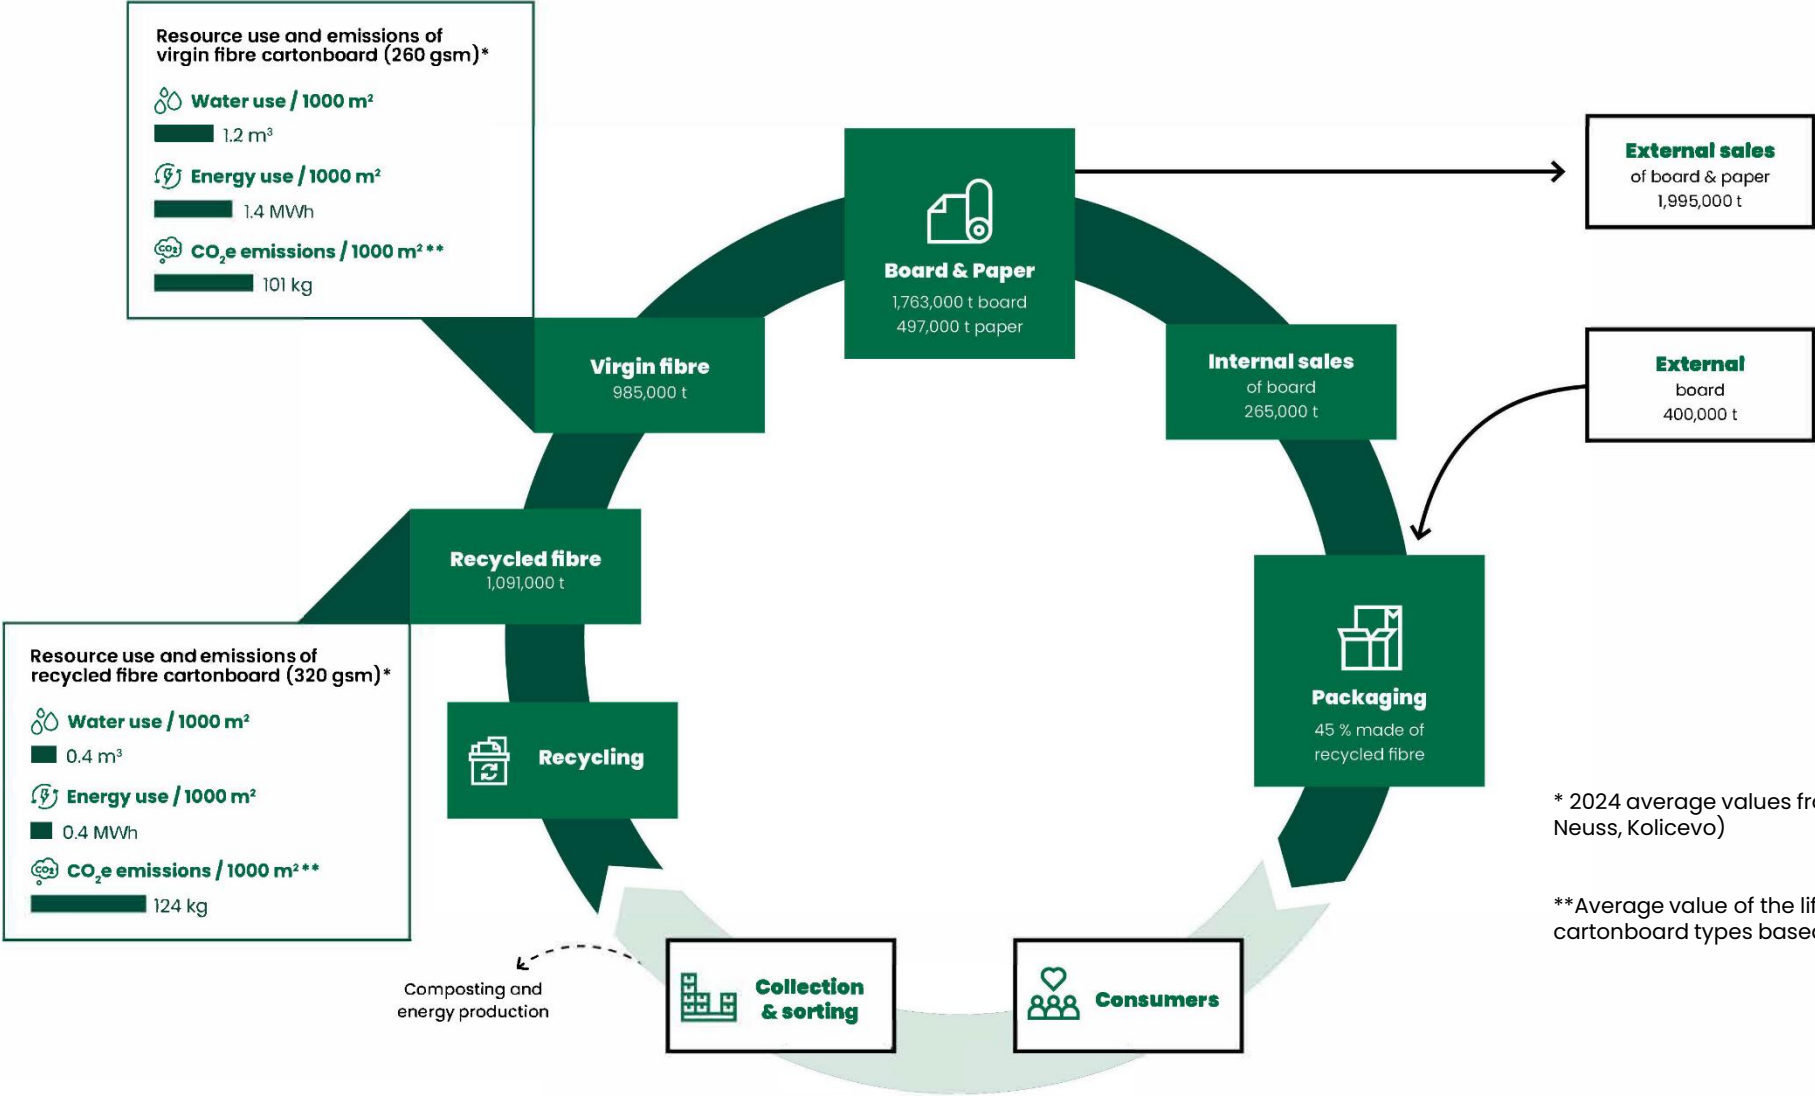 Resource use and emissions of
virgin fibre cartonboard (260 gsm)*
Water use / 1000 m²
1.2 m³
Energy use / 1000 m²
1.4 MWh
CO₂e emissions / 1000 m² **
101 kg
Board & Paper
1,763,000 t board
497,000 t paper
External sales
of board & paper
1,995,000 t
Virgin fibre
985,000 t
Internal sales
of board
265,000 t
External
board
400,000 t
Recycled fibre
1,091,000 t
Resource use and emissions of
recycled fibre cartonboard (320 gsm)*
Water use / 1000 m²
0.4 m³
Energy use / 1000 m²
0.4 MWh
CO₂e emissions / 1000 m² **
124 kg
Recycling
Packaging
45 % made of
recycled fibre
* 2024 average values
Neuss, Kolicevo)
**Average value of the
cartonboard types
Composting and
energy production
Collection
& sorting
Consumers
CO2
CO2